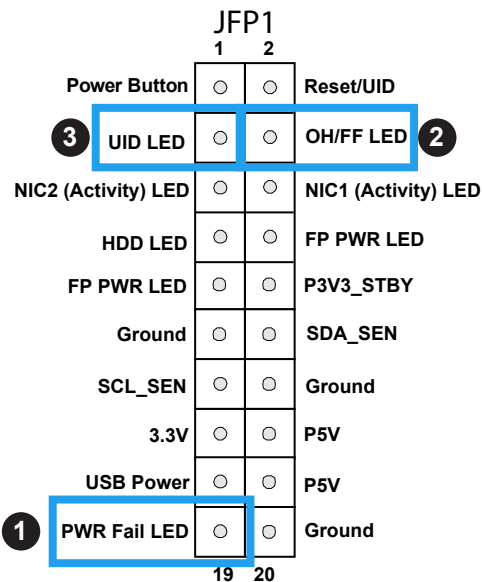 JFP1
1 2
Power Button Reset/UID
3 UID LED OH/FF LED 2
NIC2 (Activity) LED NIC1 (Activity) LED
HDD LED FP PWR LED
FP PWR LED P3V3_STBY
Ground SDA_SEN
SCL_SEN Ground
3.3V P5V
USB Power P5V
1 PWR Fail LED Ground
19 20